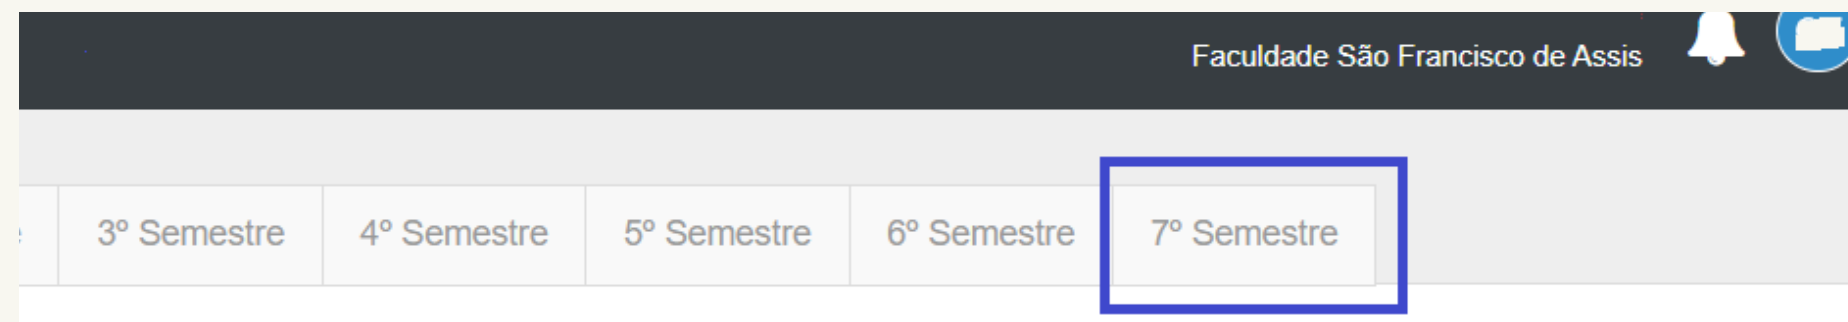 Faculdade São Francisco de Assis
3º Semestre 4º Semestre 5º Semestre 6º Semestre 7º Semestre